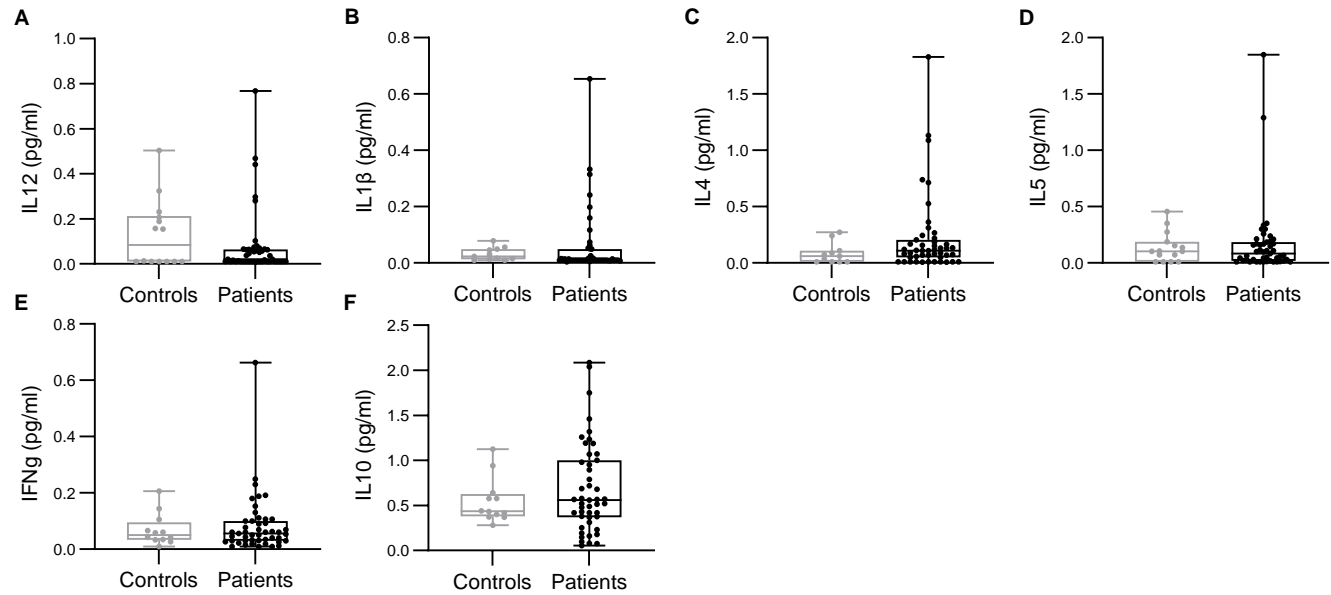 A
IL12 (pg/ml)
1.0
0.8
0.6
0.4
0.2
0.0
Controls Patients
B
IL1β (pg/ml)
0.8
0.6
0.4
0.2
0.0
Controls Patients
C
IL4 (pg/ml)
2.0
1.5
1.0
0.5
0.0
Controls Patients
D
IL5 (pg/ml)
2.0
1.5
1.0
0.5
0.0
Controls Patients
E
IFNg (pg/ml)
0.8
0.6
0.4
0.2
0.0
Controls Patients
F
IL10 (pg/ml)
2.5
2.0
1.5
1.0
0.5
0.0
Controls Patients